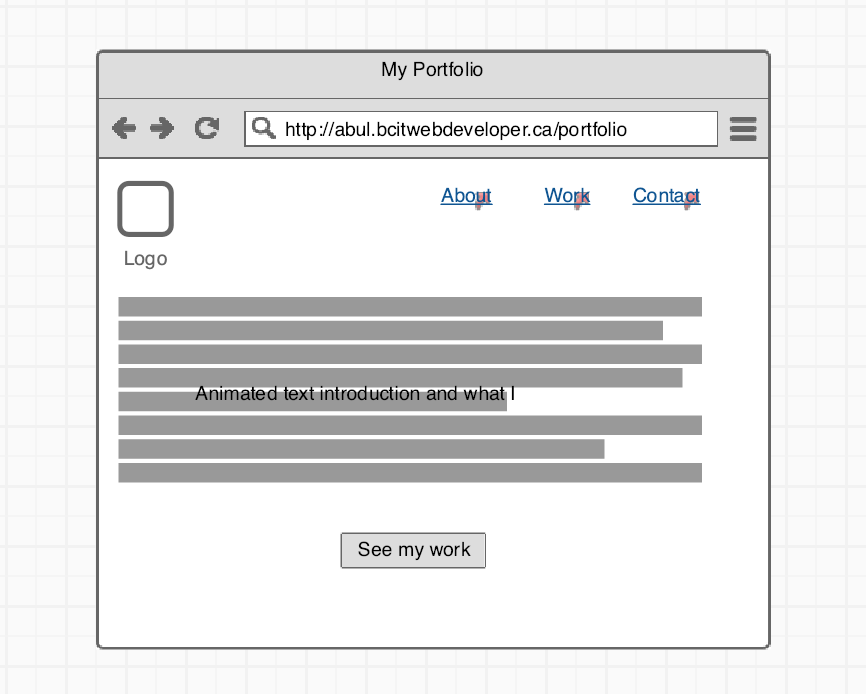 My Portfolio
http://abul.bcitwebdeveloper.ca/portfolio
About Work Contact
Logo
Animated text introduction and what I
See my work